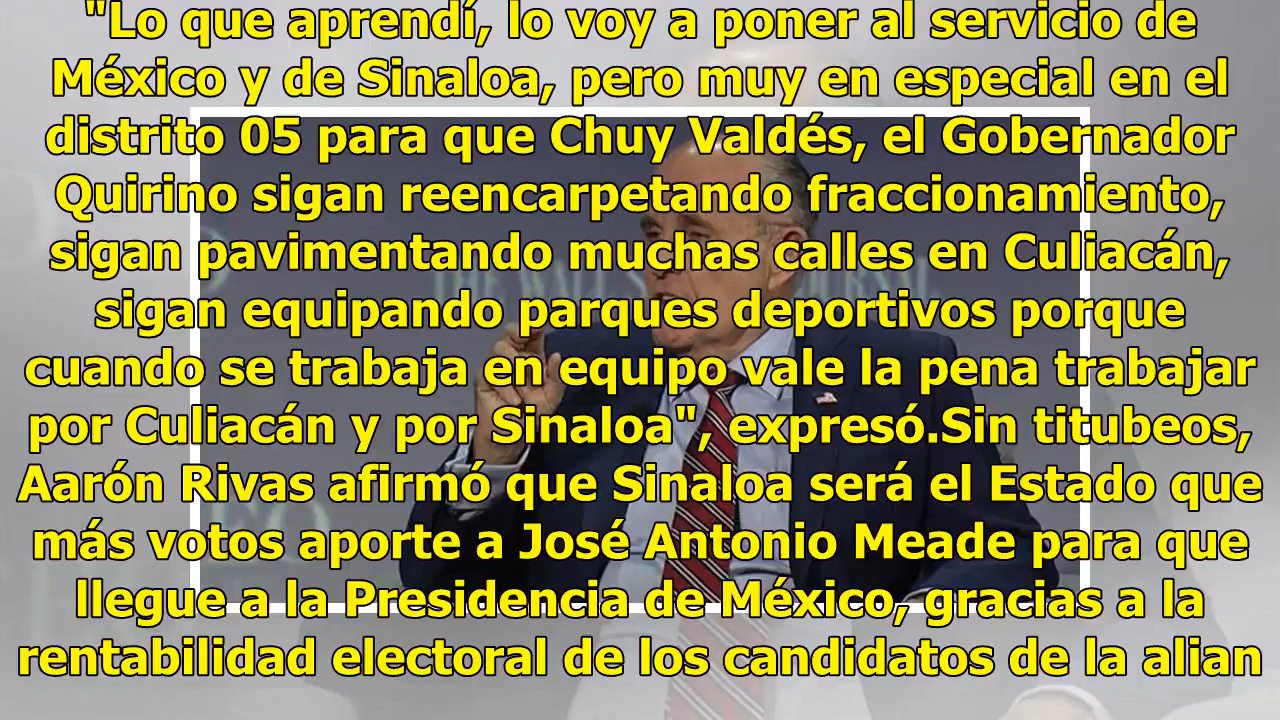 "Lo que aprendí, lo voy a poner al servicio de
México y de Sinaloa, pero muy en especial en el
distrito 05 para que Chuy Valdés, el Gobernador
Quirino sigan reencarpetando fraccionamiento,
sigan pavimentando muchas calles en Culiacán,
sigan equipando parques deportivos porque
cuando se trabaja en equipo vale la pena trabajar
por Culiacán y por Sinaloa", expresó.Sin titubeos,
Aarón Rivas afirmó que Sinaloa será el Estado que
más votos aporte a José Antonio Meade para que
llegue a la Presidencia de México, gracias a la
rentabilidad electoral de los candidatos de la alian